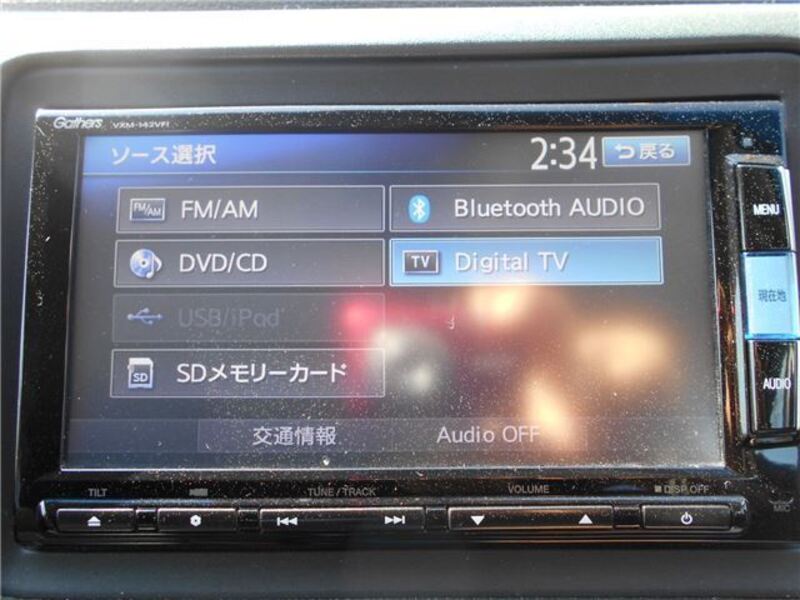 Gathers VXM-142VFi
ソース選択 2:34 戻る
FM/AM FM/AM Bluetooth AUDIO
DVD/CD TV Digital TV
USB/iPod
SD SDメモリーカード
交通情報 Audio OFF
MENU
現在地
AUDIO
TILT TUNE/TRACK VOLUME DISP OFF
MIC